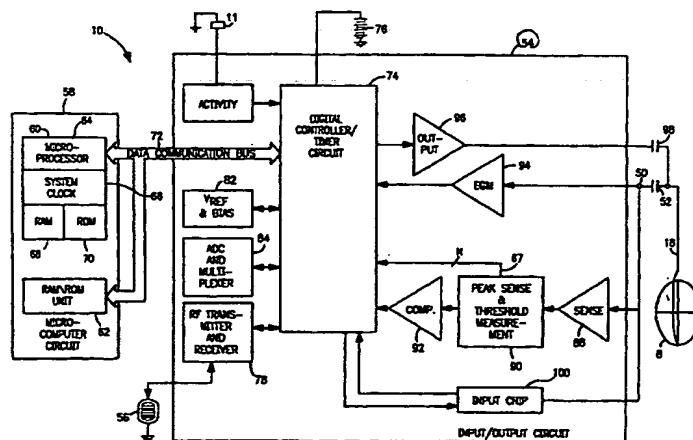 10
11
76
54
58
74
64
60
MICRO-
PROCESSOR
SYSTEM
CLOCK
RAM
ROM
66
68
70
RAM/ROM
UNIT
62
MICRO-
COMPUTER
CIRCUIT
72
DATA COMMUNICATION BUS
ACTIVITY
DIGITAL
CONTROLLER/
TIMER
CIRCUIT
82
VREF
& BIAS
84
ADC AND
MULTI-
PLEXER
RF TRANS-
MITTER
AND
RECEIVER
78
56
96
OUT-
PUT
98
94
EGM
50
52
18
67
N
COMP.
92
PEAK SENSE
&
THRESHOLD
MEASURE-
MENT
90
SENSE
88
8
100
INPUT CHIP
INPUT/OUTPUT CIRCUIT